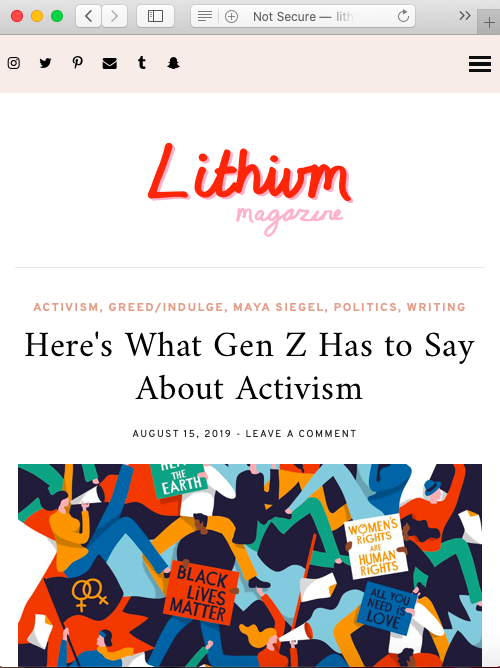 Not Secure — lith
Lithium
magazine
ACTIVISM, GREED/INDULGE, MAYA SIEGEL, POLITICS, WRITING
Here's What Gen Z Has to Say
About Activism
AUGUST 15, 2019 - LEAVE A COMMENT
THE
EARTH
WOMEN'S
RIGHTS
ARE
HUMAN
RIGHTS
BLACK
LiVES
MATTER
ALL YOU
NEED iS
LOVE